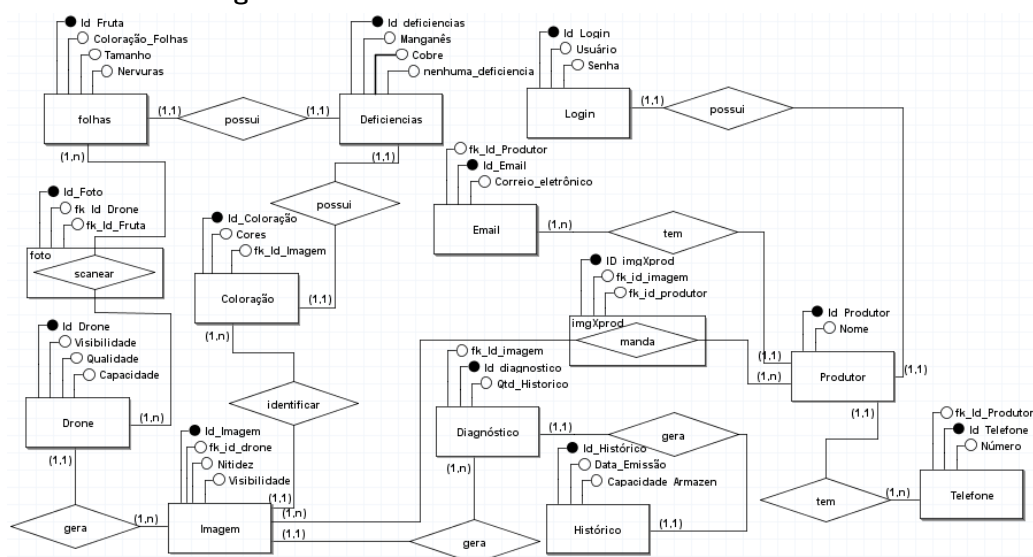 Id_Fruta
Coloração_Folhas
Tamanho
Nervuras
folhas
(1,1)
possui
(1,1)
Id_deficiencias
Manganês
Cobre
nenhuma_deficiencia
Deficiencias
Id_Login
Usuário
Senha
Login
(1,1)
possui
(1,n)
(1,1)
possui
fk_Id_Produtor
Id_Email
Correio_eletrônico
Email
(1,n)
tem
Id_Foto
fk_Id_Drone
fk_Id_Fruta
foto
scanear
Id_Coloração
Cores
fk_Id_Imagem
Coloração
(1,1)
(1,n)
ID_imgXprod
fk_id_imagem
fk_id_produtor
imgXprod
manda
Id_Produtor
Nome
Produtor
(1,1)
(1,n)
(1,1)
(1,1)
Id_Drone
Visibilidade
Qualidade
Capacidade
Drone
(1,n)
(1,1)
identificar
fk_Id_imagem
Id_diagnostico
Qtd_Historico
Diagnóstico
(1,1)
gera
(1,n)
Id_Imagem
fk_id_drone
Nitidez
Visibilidade
Imagem
(1,1)
(1,n)
(1,1)
gera
(1,n)
gera
Id_Histórico
Data_Emissão
Capacidade_Armazen
Histórico
(1,1)
tem
(1,n)
fk_Id_Produtor
Id_Telefone
Número
Telefone